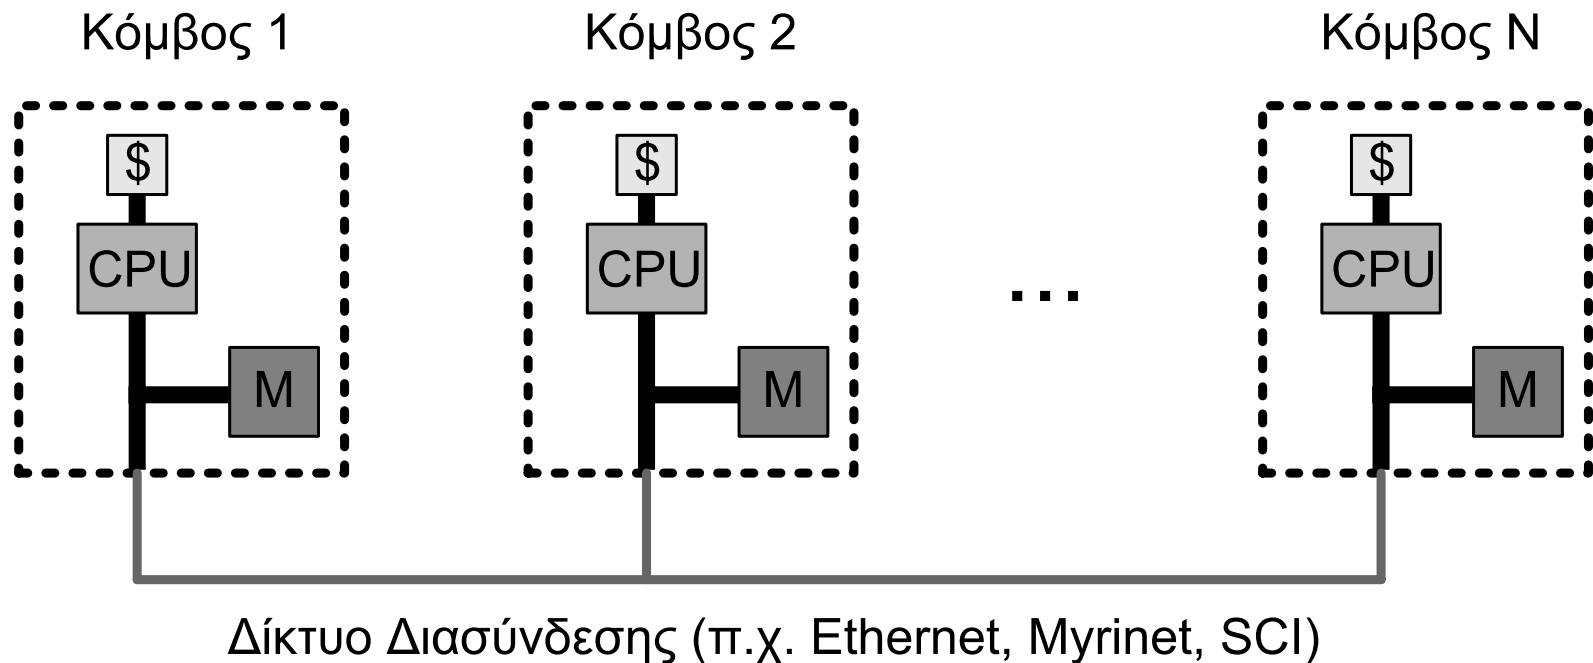 Κόμβος 1 Κόμβος 2 Κόμβος N
$ $ ... $
CPU CPU CPU
M M M
Δίκτυο Διασύνδεσης (π.χ. Ethernet, Myrinet, SCI)